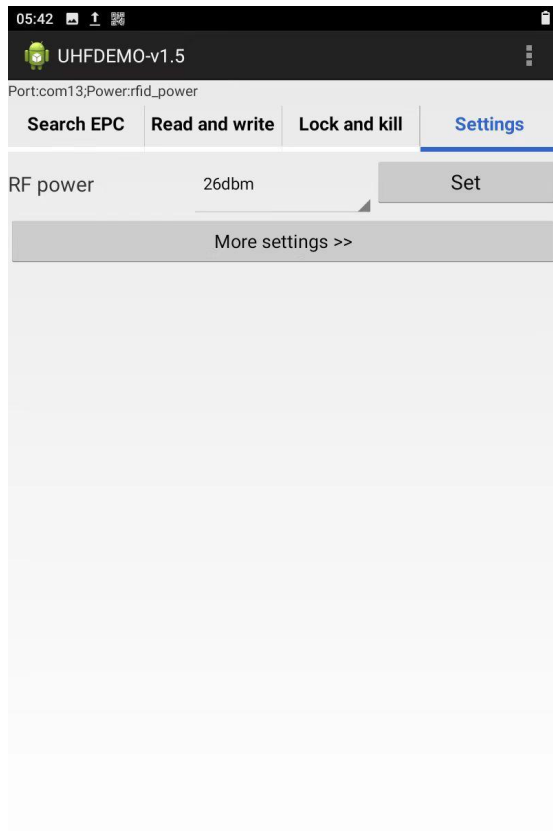 05:42
UHFDEMO-v1.5
Port:com13;Power:rfid_power
Search EPC Read and write Lock and kill Settings
RF power 26dbm Set
More settings >>